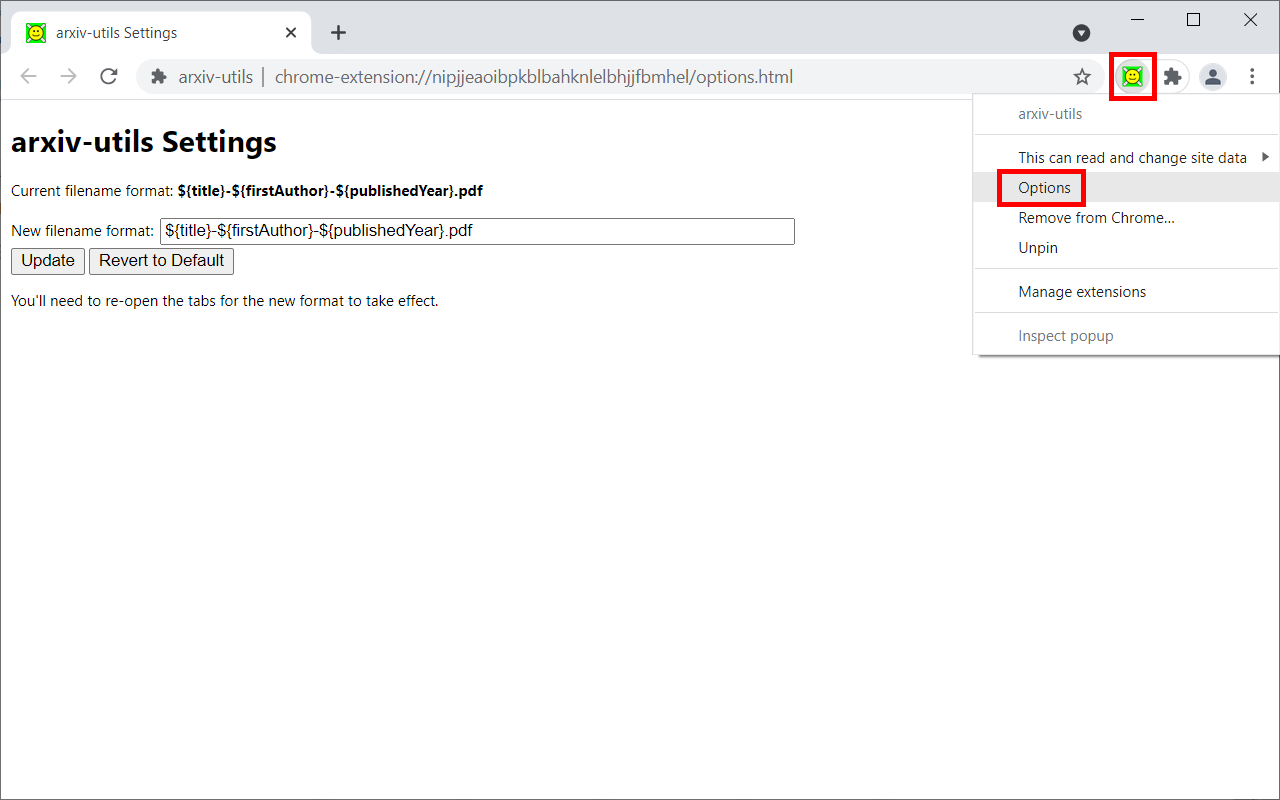 arxiv-utils Settings
arxiv-utils | chrome-extension://nipjjeaoibpkblbahknlelbhjjfbmhel/options.html
arxiv-utils Settings
Current filename format: ${title}-${firstAuthor}-${publishedYear}.pdf
New filename format: ${title}-${firstAuthor}-${publishedYear}.pdf
Update Revert to Default
You'll need to re-open the tabs for the new format to take effect.
arxiv-utils
This can read and change site data
Options
Remove from Chrome...
Unpin
Manage extensions
Inspect popup